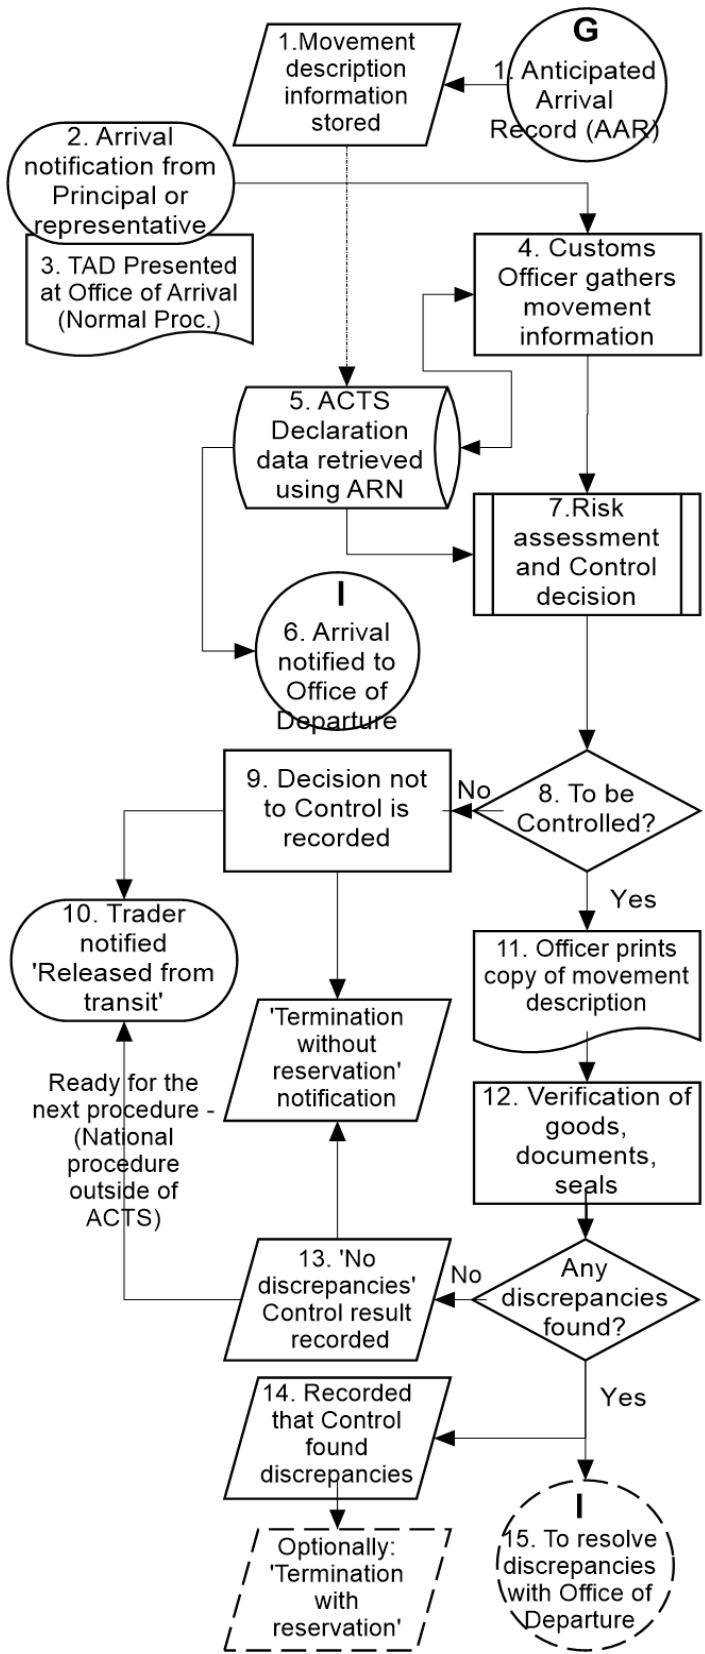 G
1. Anticipated
Arrival
Record (AAR)
1.Movement
description
information
stored
2. Arrival
notification from
Principal or
representative
3. TAD Presented
at Office of Arrival
(Normal Proc.)
4. Customs
Officer gathers
movement
information
5. ACTS
Declaration
data retrieved
using ARN
I
6. Arrival
notified to
Office of
Departure
7.Risk
assessment
and Control
decision
8. To be
Controlled?
No
9. Decision not
to Control is
recorded
Yes
10. Trader
notified
'Released from
transit'
11. Officer prints
copy of movement
description
'Termination
without
reservation'
notification
Ready for the
next procedure -
(National
procedure
outside of
ACTS)
12. Verification of
goods,
documents,
seals
Any
discrepancies
found?
No
13. 'No
discrepancies'
Control result
recorded
Yes
14. Recorded
that Control
found
discrepancies
Optionally:
'Termination
with
reservation'
I
15. To resolve
discrepancies
with Office of
Departure